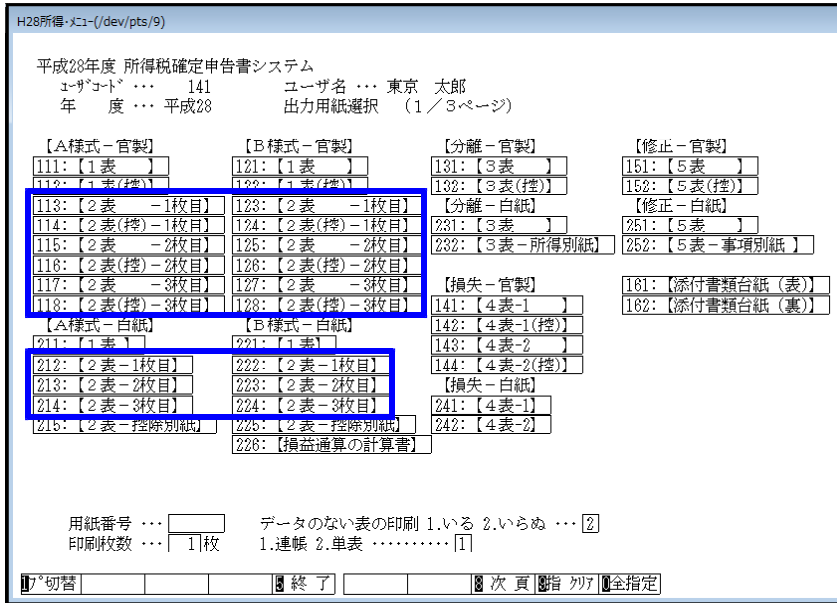 H28所得・ﾒﾆｭｰ(/dev/pts/9)
平成28年度 所得税確定申告書システム
ﾕｰｻﾞｺｰﾄﾞ ･･･ 141 ユーザ名 ･･･ 東京 太郎
年 度 ･･･ 平成28 出力用紙選択 (１／３ページ)
【Ａ様式－官製】 【Ｂ様式－官製】 【分離－官製】 【修正－官製】
111:【１表 】 121:【１表 】 131:【３表 】 151:【５表 】
112:【１表(控)】 122:【１表(控)】 132:【３表(控)】 152:【５表(控)】
113:【２表 －1枚目】 123:【２表 －1枚目】 【分離－白紙】 【修正－白紙】
114:【２表(控)－1枚目】 124:【２表(控)－1枚目】 231:【３表 】 251:【５表 】
115:【２表 －2枚目】 125:【２表 －2枚目】 232:【３表－所得別紙】 252:【５表－事項別紙 】
116:【２表(控)－2枚目】 126:【２表(控)－2枚目】
117:【２表 －3枚目】 127:【２表 －3枚目】 【損失－官製】 161:【添付書類台紙（表）】
118:【２表(控)－3枚目】 128:【２表(控)－3枚目】 141:【４表-1 】 162:【添付書類台紙（裏）】
【Ａ様式－白紙】 【Ｂ様式－白紙】 142:【４表-1(控)】
211:【１表 】 221:【１表】 143:【４表-2 】
212:【２表－1枚目】 222:【２表－1枚目】 144:【４表-2(控)】
213:【２表－2枚目】 223:【２表－2枚目】 【損失－白紙】
214:【２表－3枚目】 224:【２表－3枚目】 241:【４表-1】
215:【２表－控除別紙】 225:【２表－控除別紙】 242:【４表-2】
226:【損益通算の計算書】
用紙番号 ･･･ データのない表の印刷 1.いる 2.いらぬ ･･･ 2
印刷枚数 ･･･ 1枚 1.連帳 2.単表 ･･････････ 1
1ﾌﾟ切替 5 終 了 8 次 頁 9指 ｸﾘｱ 0全指定